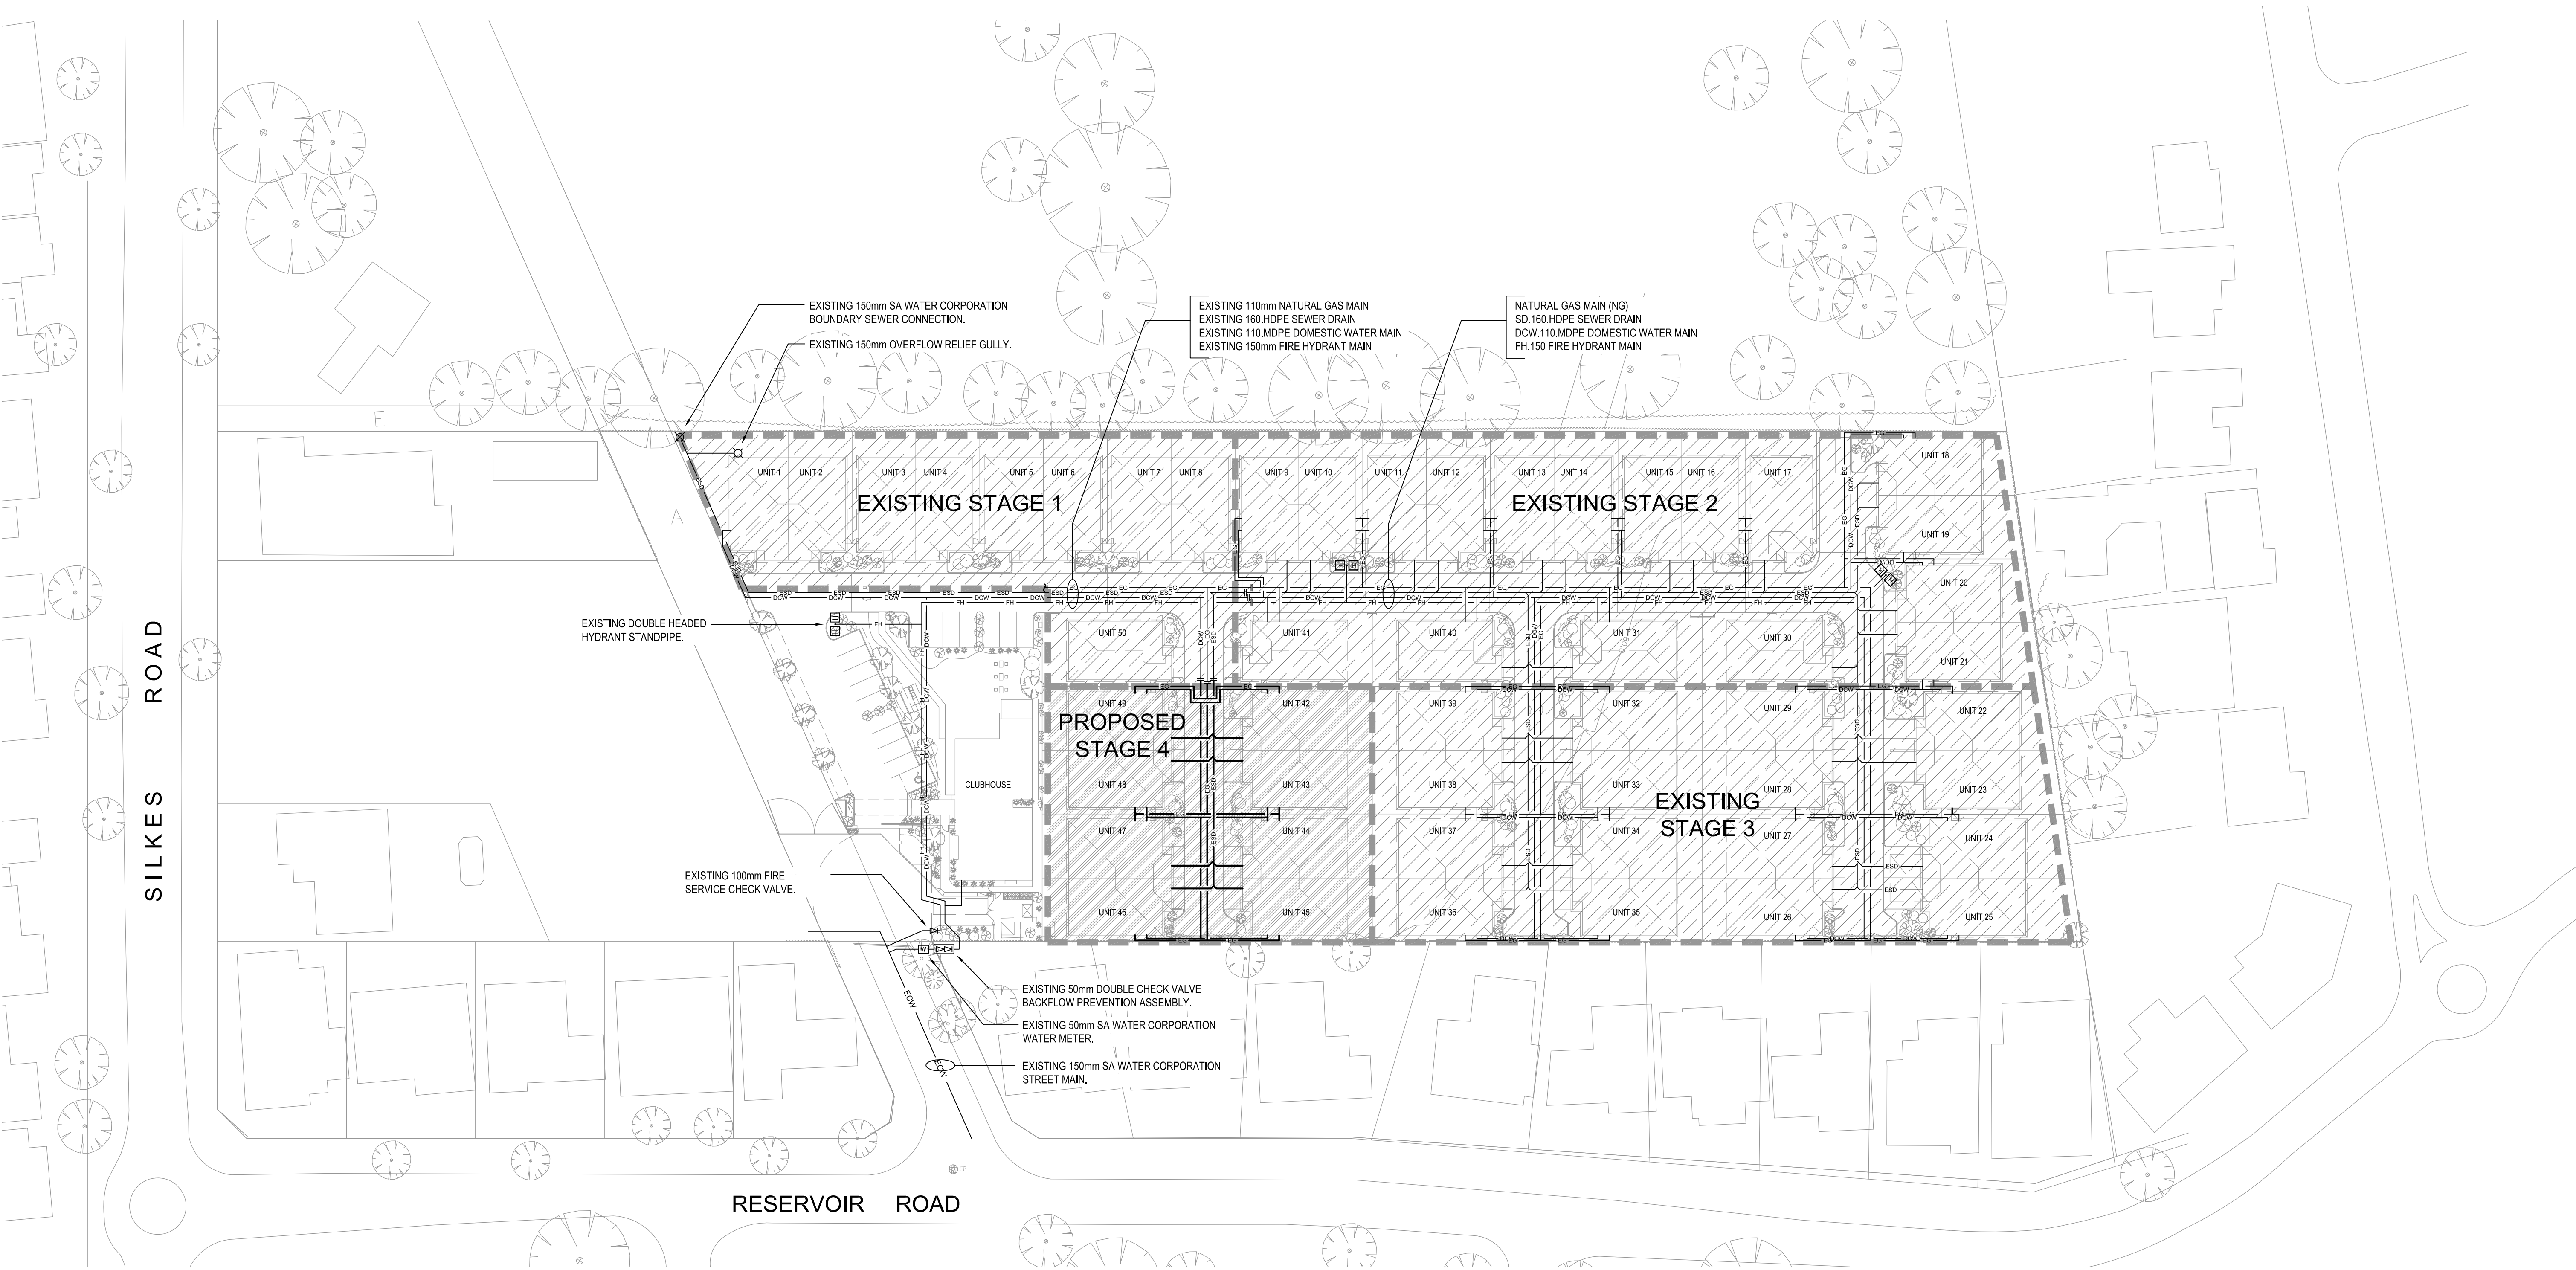 EXISTING 150mm SA WATER CORPORATION
BOUNDARY SEWER CONNECTION.
EXISTING 150mm OVERFLOW RELIEF GULLY.
EXISTING 110mm NATURAL GAS MAIN
EXISTING 160.HDPE SEWER DRAIN
EXISTING 110.MDPE DOMESTIC WATER MAIN
EXISTING 150mm FIRE HYDRANT MAIN
NATURAL GAS MAIN (NG)
SD.160.HDPE SEWER DRAIN
DCW.110.MDPE DOMESTIC WATER MAIN
FH.150 FIRE HYDRANT MAIN
E
A
UNIT 1
UNIT 2
UNIT 3
UNIT 4
UNIT 5
UNIT 6
UNIT 7
UNIT 8
UNIT 9
UNIT 10
UNIT 11
UNIT 12
UNIT 13
UNIT 14
UNIT 15
UNIT 16
UNIT 17
UNIT 18
UNIT 19
UNIT 20
UNIT 21
EXISTING STAGE 1
EXISTING STAGE 2
EXISTING DOUBLE HEADED
HYDRANT STANDPIPE.
UNIT 50
UNIT 41
UNIT 40
UNIT 31
UNIT 30
UNIT 49
UNIT 42
UNIT 39
UNIT 32
UNIT 29
UNIT 22
PROPOSED
STAGE 4
CLUBHOUSE
UNIT 48
UNIT 43
UNIT 38
UNIT 33
UNIT 28
UNIT 23
EXISTING
STAGE 3
UNIT 47
UNIT 44
UNIT 37
UNIT 34
UNIT 27
UNIT 24
UNIT 46
UNIT 45
UNIT 36
UNIT 35
UNIT 26
UNIT 25
EXISTING 100mm FIRE
SERVICE CHECK VALVE.
W
ECW
ECW
EXISTING 50mm DOUBLE CHECK VALVE
BACKFLOW PREVENTION ASSEMBLY.
EXISTING 50mm SA WATER CORPORATION
WATER METER.
EXISTING 150mm SA WATER CORPORATION
STREET MAIN.
FP
SILKES ROAD
RESERVOIR ROAD